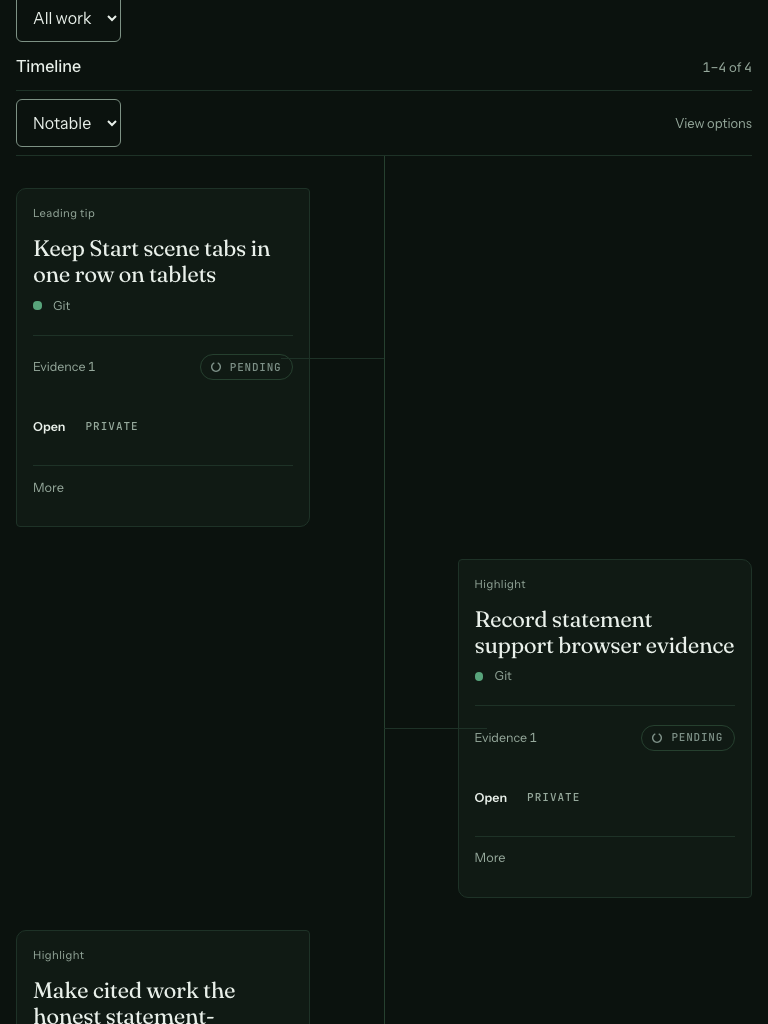 All work
Timeline
1–4 of 4
Notable
View options
Leading tip
Keep Start scene tabs in
one row on tablets
Git
Evidence 1
PENDING
Open PRIVATE
More
Highlight
Record statement
support browser evidence
Git
Evidence 1
PENDING
Open PRIVATE
More
Highlight
Make cited work the
honest statement-